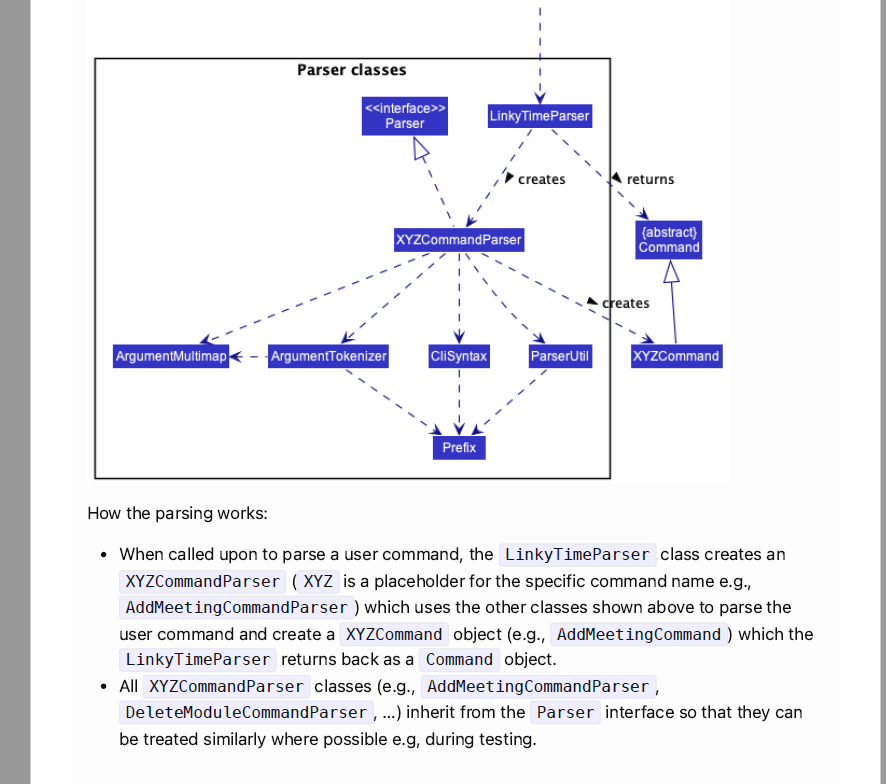 Parser classes
<<interface>>
Parser
LinkyTimeParser
creates
returns
XYZCommandParser
{abstract}
Command
creates
ArgumentMultimap
ArgumentTokenizer
CliSyntax
ParserUtil
XYZCommand
Prefix
How the parsing works:
• When called upon to parse a user command, the LinkyTimeParser class creates an
XYZCommandParser ( XYZ is a placeholder for the specific command name e.g.,
AddMeetingCommandParser ) which uses the other classes shown above to parse the
user command and create a XYZCommand object (e.g., AddMeetingCommand ) which the
LinkyTimeParser returns back as a Command object.
• All XYZCommandParser classes (e.g., AddMeetingCommandParser ,
DeleteModuleCommandParser , ...) inherit from the Parser interface so that they can
be treated similarly where possible e.g, during testing.